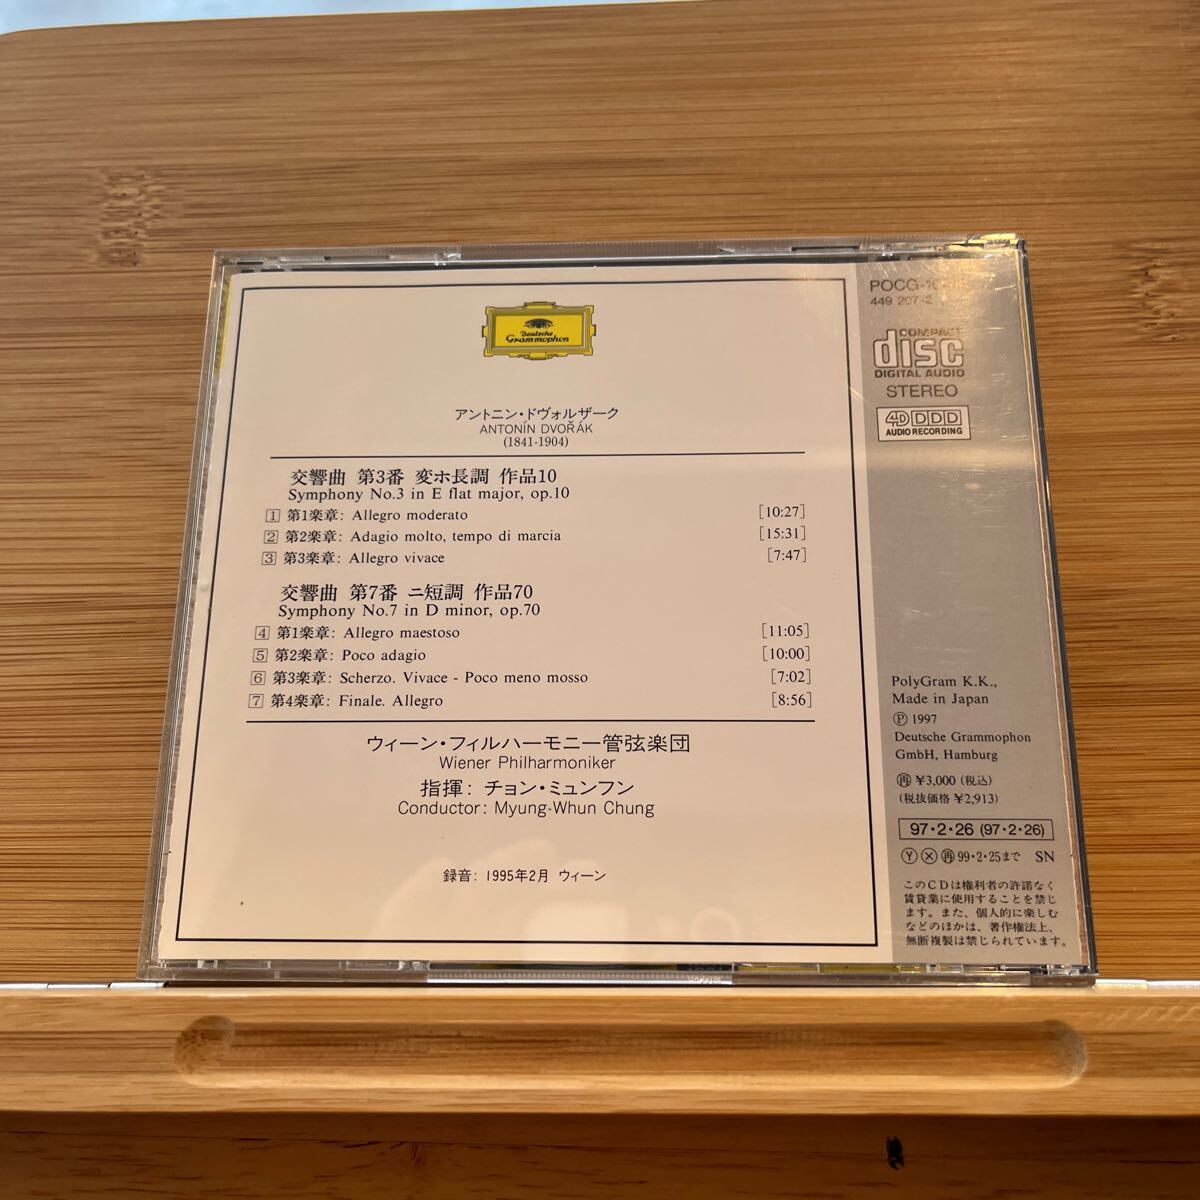 Deutsche
Grammophon
アントニン・ドヴォルザーク
ANTONÍN DVOŘÁK
(1841-1904)
交響曲 第3番 変ホ長調 作品10
Symphony No.3 in E flat major, op.10
1 第1楽章: Allegro moderato [10:27]
2 第2楽章: Adagio molto, tempo di marcia [15:31]
3 第3楽章: Allegro vivace [7:47]
交響曲 第7番 ニ短調 作品70
Symphony No.7 in D minor, op.70
4 第1楽章: Allegro maestoso [11:05]
5 第2楽章: Poco adagio [10:00]
6 第3楽章: Scherzo. Vivace - Poco meno mosso [7:02]
7 第4楽章: Finale. Allegro [8:56]
ウィーン・フィルハーモニー管弦楽団
Wiener Philharmoniker
指揮: チョン・ミュンフン
Conductor: Myung-Whun Chung
録音: 1995年2月 ウィーン
449 207-2
COMPACT
disc
DIGITAL AUDIO
STEREO
4D DDD
AUDIO RECORDING
PolyGram K.K.,
Made in Japan
Ⓟ 1997
Deutsche Grammophon
GmbH, Hamburg
㊢ ¥3,000 (税込)
(税抜価格 ¥2,913)
97・2・26 (97・2・26)
Ⓨ Ⓧ 再 99・2・25まで SN
このCDは権利者の許諾なく
賃貸業に使用することを禁じ
ます。また、個人的に楽しむ
などのほかは、著作権法上、
無断複製は禁じられています。